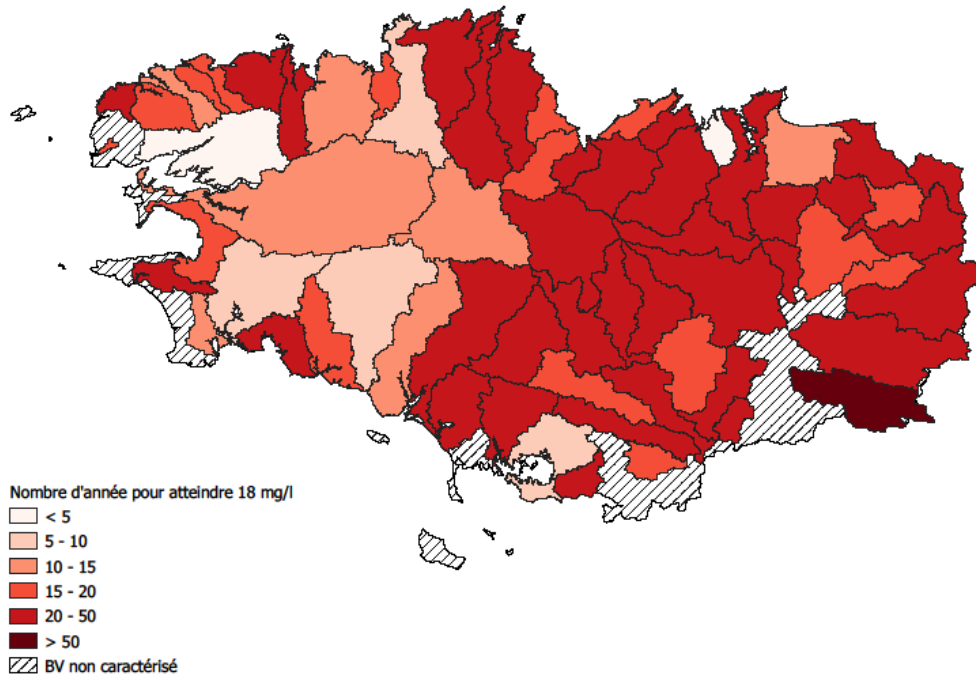 Nombre d'année pour atteindre 18 mg/l
< 5
5 - 10
10 - 15
15 - 20
20 - 50
> 50
BV non caractérisé